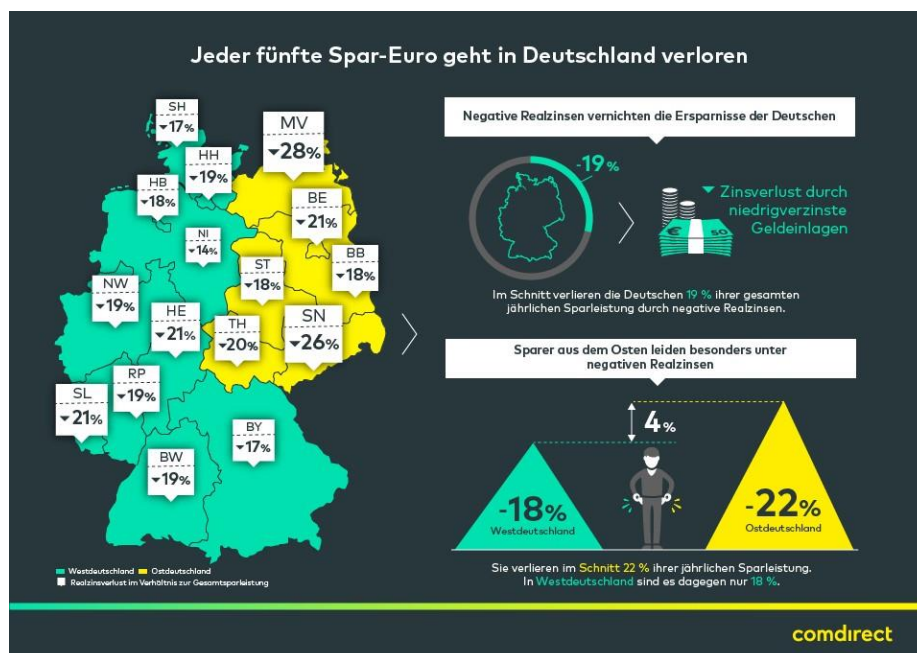 Jeder fünfte Spar-Euro geht in Deutschland verloren
SH
▾17%
MV
▾28%
HH
▾19%
HB
▾18%
BE
▾21%
NI
▾14%
BB
▾18%
ST
▾18%
NW
▾19%
HE
▾21%
TH
▾20%
SN
▾26%
RP
▾19%
SL
▾21%
BY
▾17%
BW
▾19%
Westdeutschland
Ostdeutschland
Realzinsverlust im Verhältnis zur Gesamtsparleistung
Negative Realzinsen vernichten die Ersparnisse der Deutschen
-19 %
€ 50
▾ Zinsverlust durch
niedrigverzinste
Geldeinlagen
Im Schnitt verlieren die Deutschen 19 % ihrer gesamten
jährlichen Sparleistung durch negative Realzinsen.
Sparer aus dem Osten leiden besonders unter
negativen Realzinsen
4%
-18%
Westdeutschland
-22%
Ostdeutschland
Sie verlieren im Schnitt 22 % ihrer jährlichen Sparleistung.
In Westdeutschland sind es dagegen nur 18 %.
comdirect